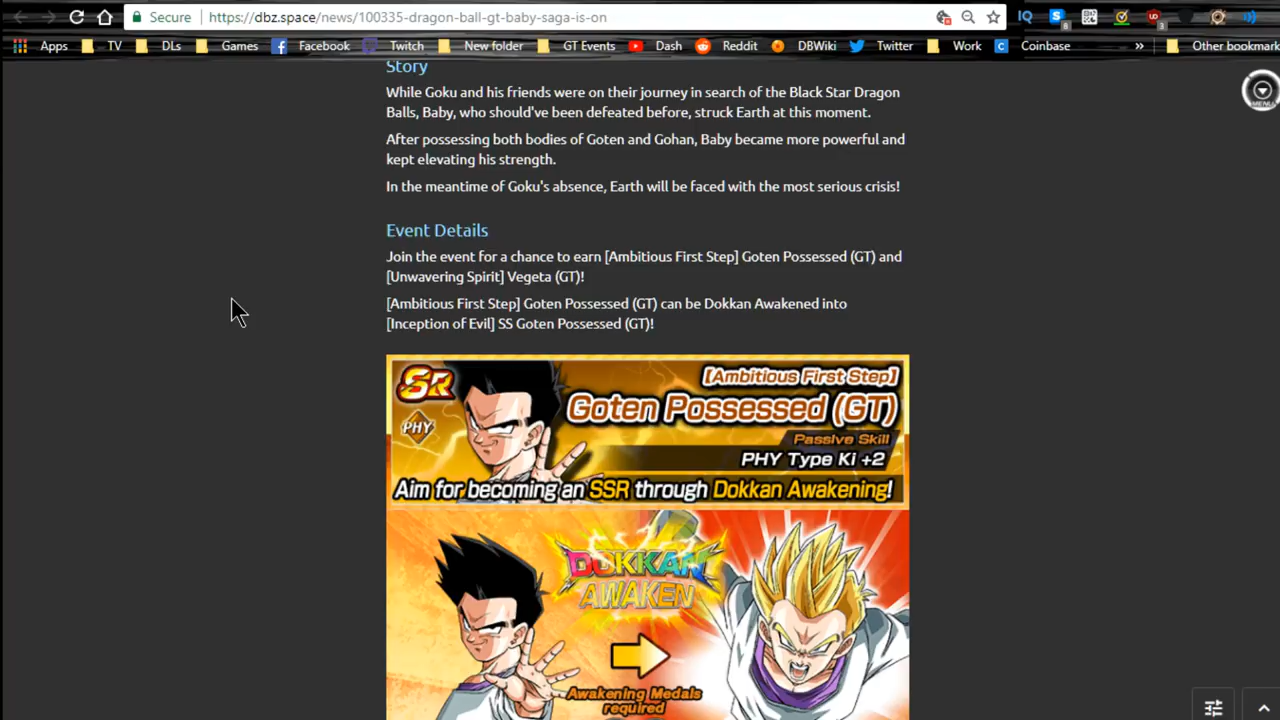 Secure https://dbz.space/news/100335-dragon-ball-gt-baby-saga-is-on
Apps TV DLs Games Facebook Twitch New folder GT Events Dash Reddit DBWiki Twitter Work Coinbase » Other bookmark
Story
While Goku and his friends were on their journey in search of the Black Star Dragon
Balls, Baby, who should've been defeated before, struck Earth at this moment.
MENU
After possessing both bodies of Goten and Gohan, Baby became more powerful and
kept elevating his strength.
In the meantime of Goku's absence, Earth will be faced with the most serious crisis!
Event Details
Join the event for a chance to earn [Ambitious First Step] Goten Possessed (GT) and
[Unwavering Spirit] Vegeta (GT)!
[Ambitious First Step] Goten Possessed (GT) can be Dokkan Awakened into
[Inception of Evil] SS Goten Possessed (GT)!
SR
[Ambitious First Step]
Goten Possessed (GT)
PHY
Passive Skill
PHY Type Ki +2
Aim for becoming an SSR through Dokkan Awakening!
DOKKAN
AWAKEN
Awakening Medals
required